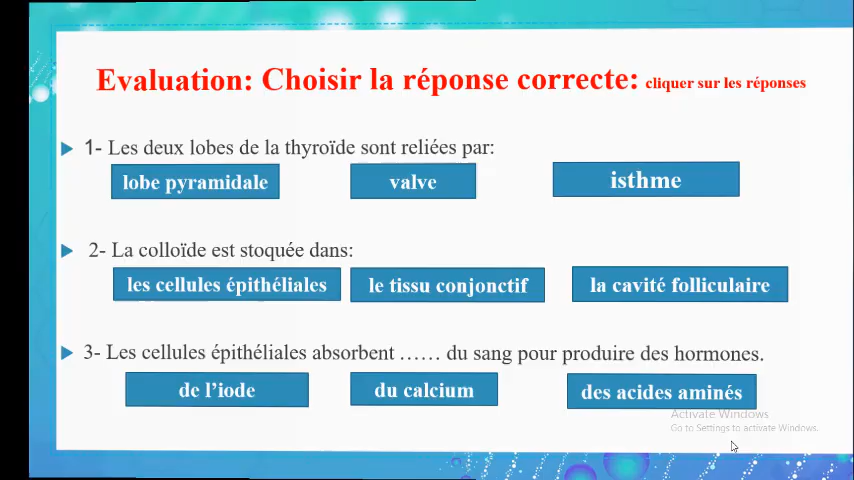 Evaluation: Choisir la réponse correcte: cliquer sur les réponses
1- Les deux lobes de la thyroïde sont reliées par:
lobe pyramidale valve isthme
2- La colloïde est stoquée dans:
les cellules épithéliales le tissu conjonctif la cavité folliculaire
3- Les cellules épithéliales absorbent …… du sang pour produire des hormones.
de l’iode du calcium des acides aminés
Activate Windows
Go to Settings to activate Windows.